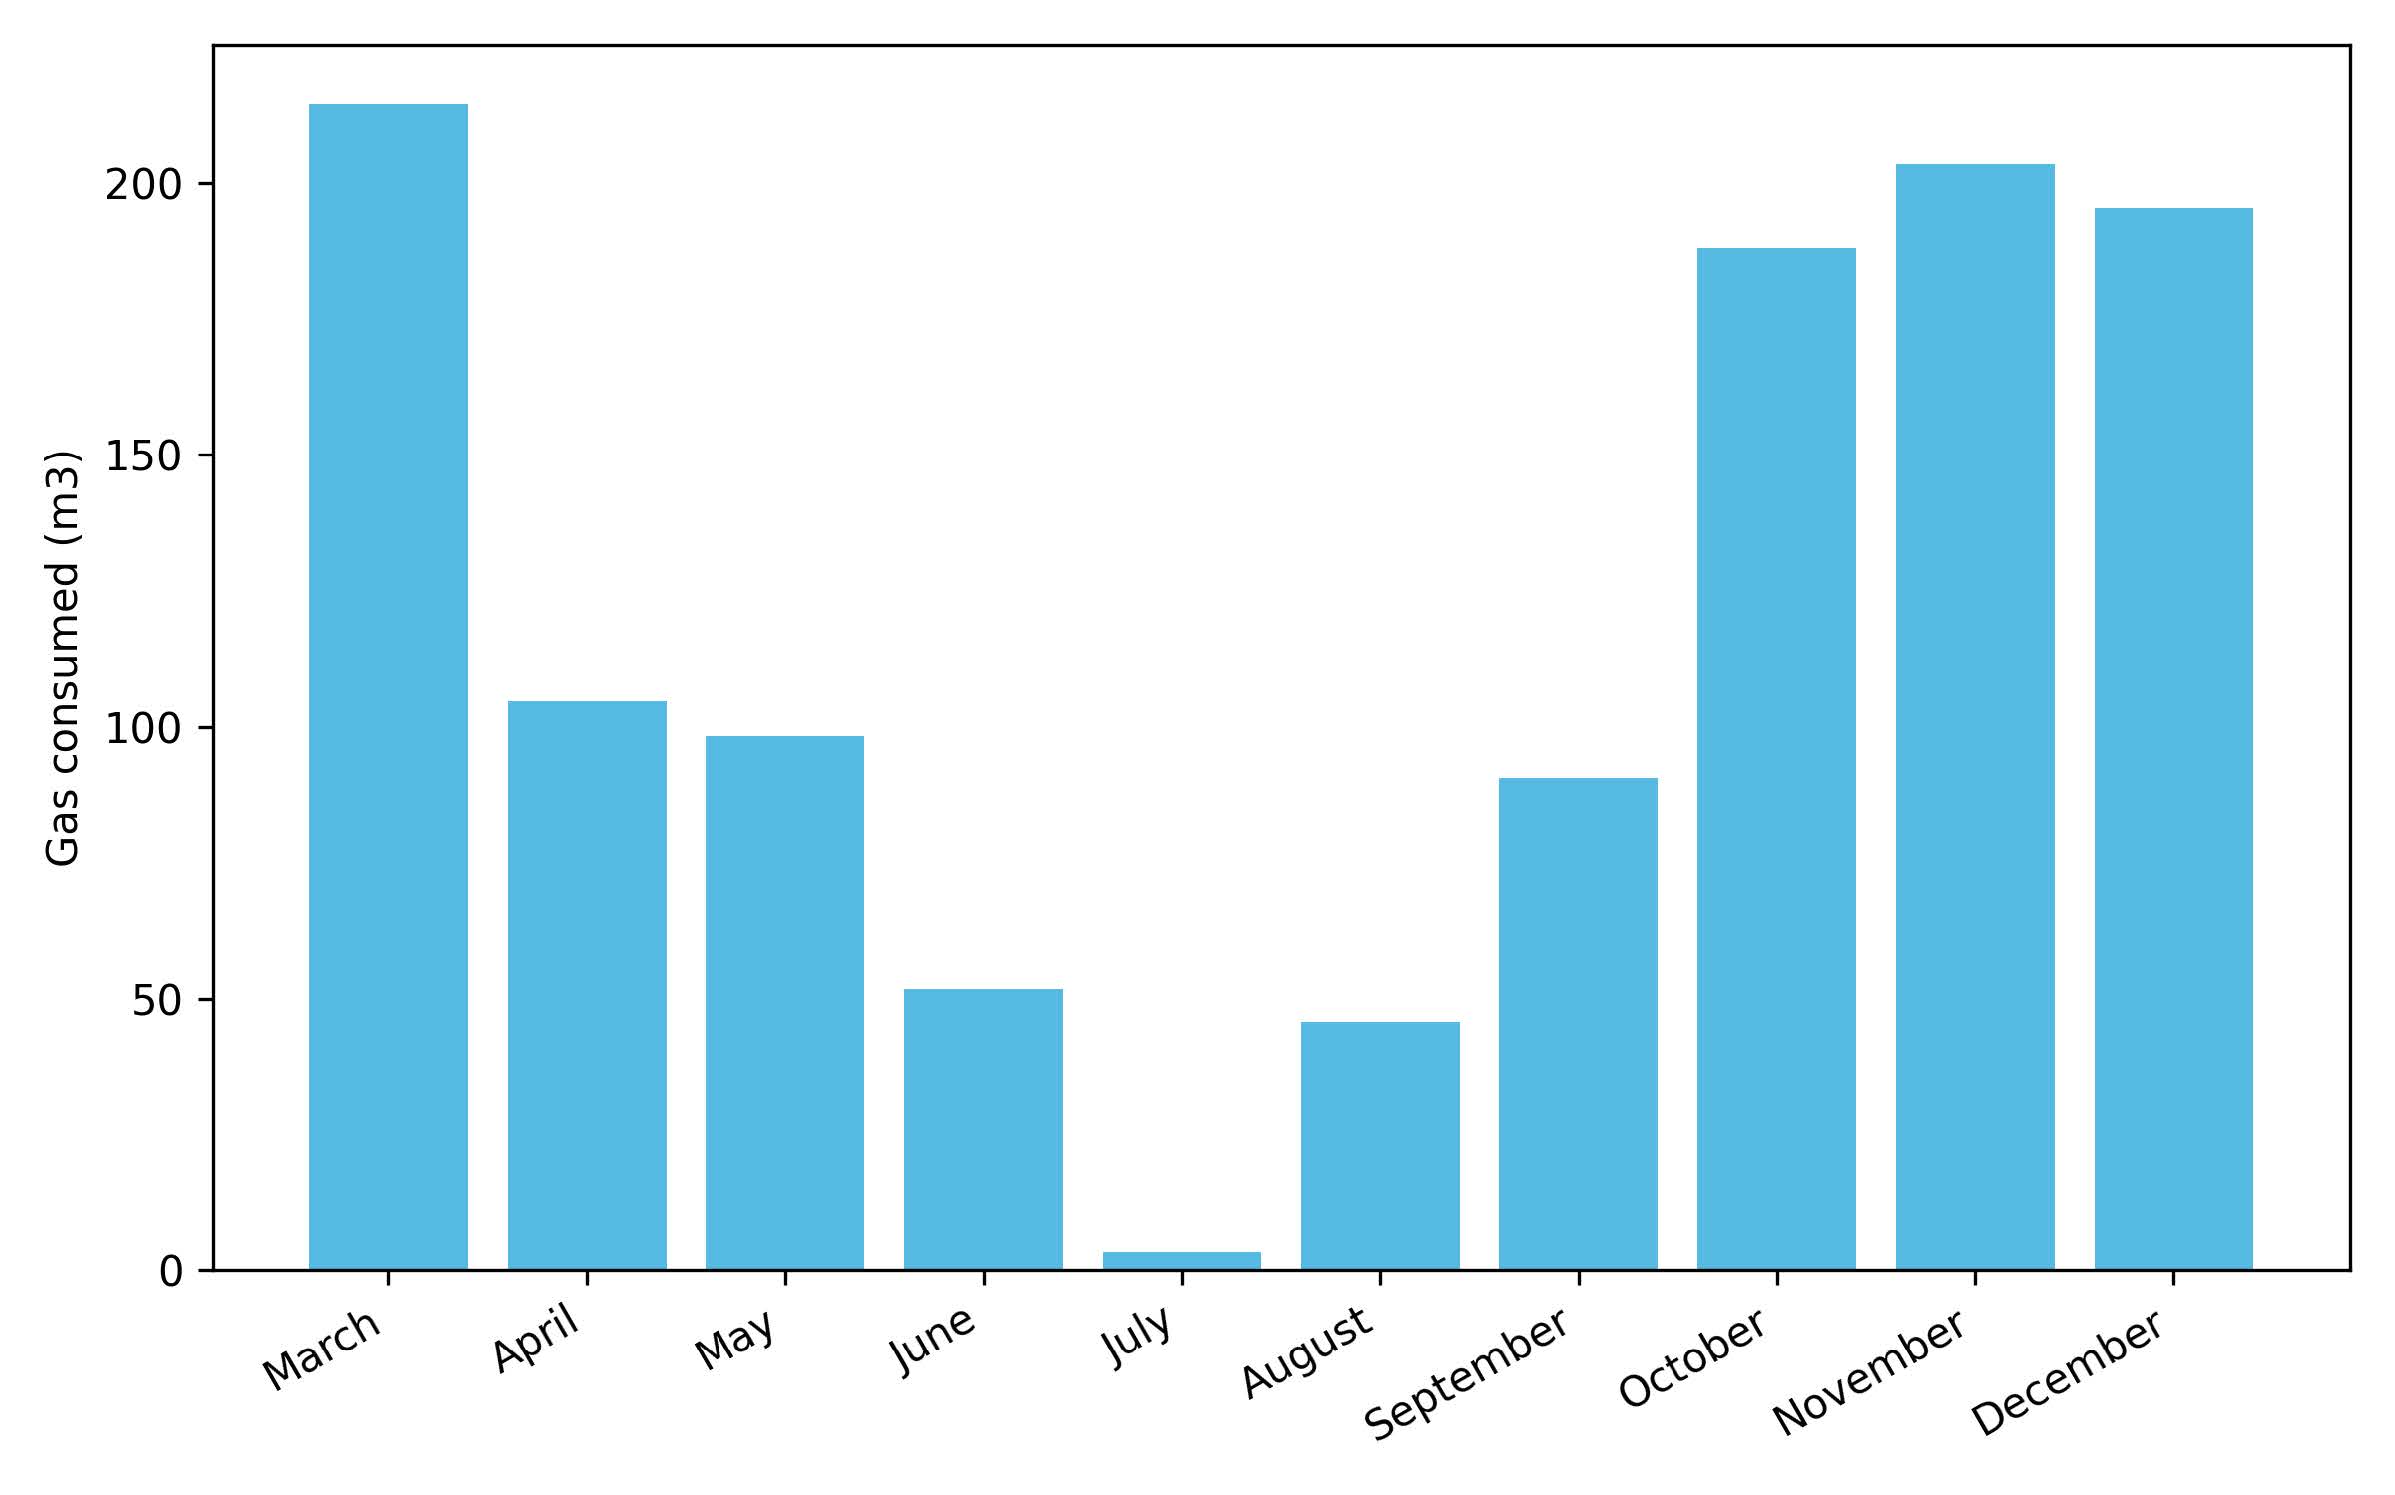 Gas consumed (m3)
200
150
100
50
0
March
April
May
June
July
August
September
October
November
December